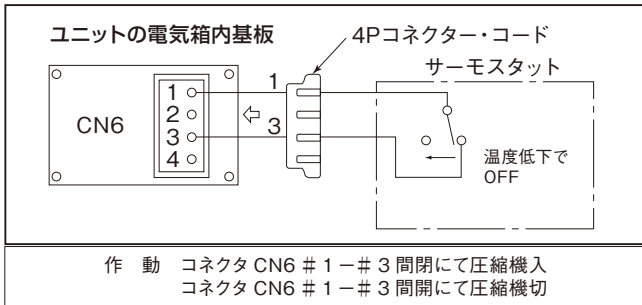 ユニットの電気箱内基板
4Pコネクター・コード
サーモスタット
CN6
1
2
3
4
1
3
温度低下で
OFF
作　動　コネクタ CN6 ＃ 1 −＃ 3 間閉にて圧縮機入
コネクタ CN6 ＃ 1 −＃ 3 間開にて圧縮機切